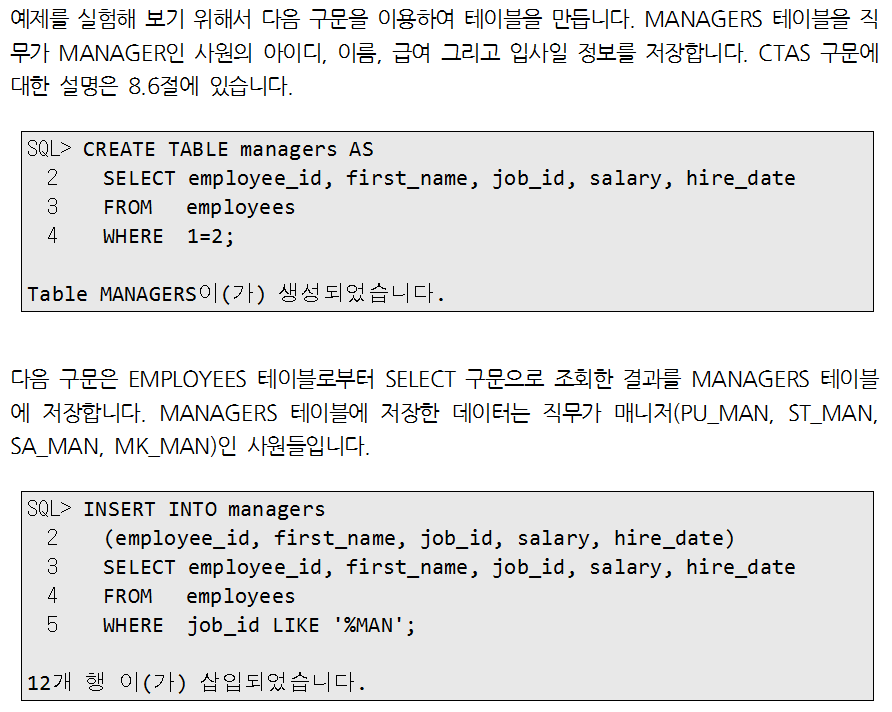 예제를 실험해 보기 위해서 다음 구문을 이용하여 테이블을 만듭니다. MANAGERS 테이블을 직
무가 MANAGER인 사원의 아이디, 이름, 급여 그리고 입사일 정보를 저장합니다. CTAS 구문에
대한 설명은 8.6절에 있습니다.
SQL> CREATE TABLE managers AS
2 SELECT employee_id, first_name, job_id, salary, hire_date
3 FROM employees
4 WHERE 1=2;
Table MANAGERS이(가) 생성되었습니다.
다음 구문은 EMPLOYEES 테이블로부터 SELECT 구문으로 조회한 결과를 MANAGERS 테이블
에 저장합니다. MANAGERS 테이블에 저장한 데이터는 직무가 매니저(PU_MAN, ST_MAN,
SA_MAN, MK_MAN)인 사원들입니다.
SQL> INSERT INTO managers
2 (employee_id, first_name, job_id, salary, hire_date)
3 SELECT employee_id, first_name, job_id, salary, hire_date
4 FROM employees
5 WHERE job_id LIKE '%MAN';
12개 행 이(가) 삽입되었습니다.